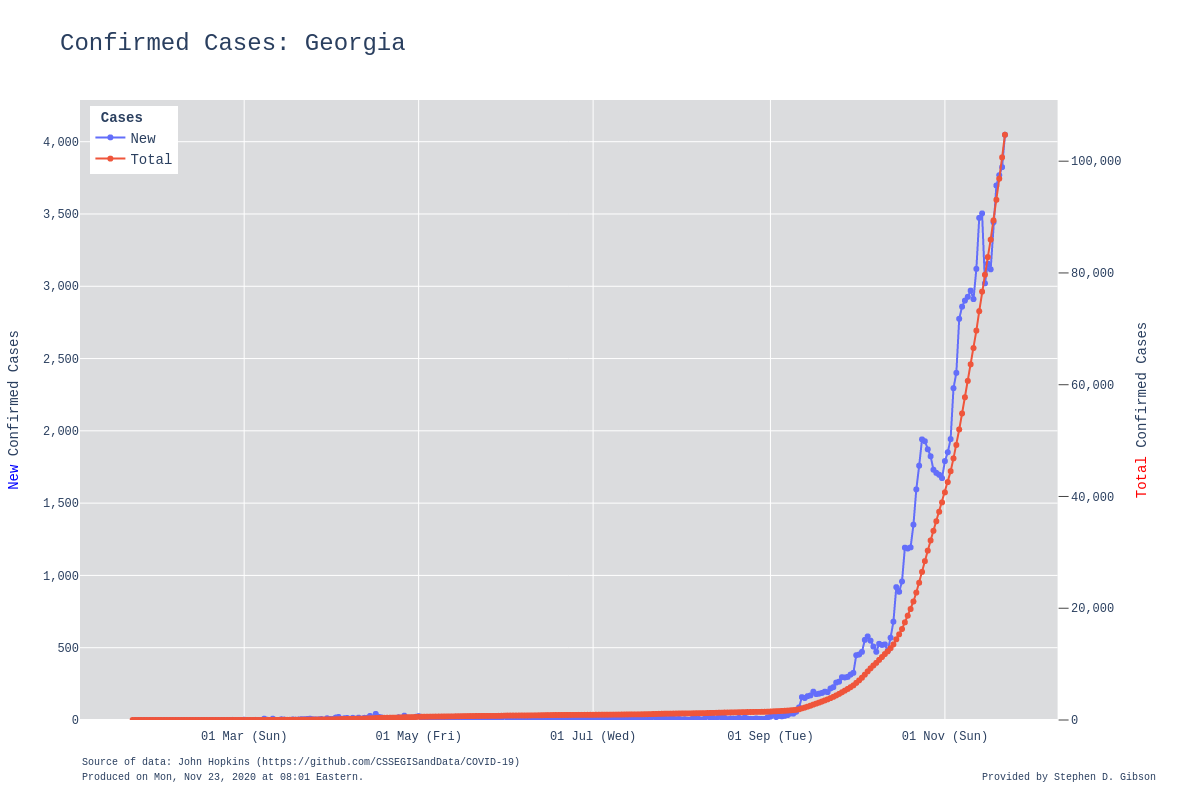 Confirmed Cases: Georgia
Cases
New
Total
4,000
3,500
3,000
2,500
2,000
1,500
1,000
500
0
New Confirmed Cases
100,000
80,000
60,000
40,000
20,000
0
Total Confirmed Cases
01 Mar (Sun)
01 May (Fri)
01 Jul (Wed)
01 Sep (Tue)
01 Nov (Sun)
Source of data: John Hopkins (https://github.com/CSSEGISandData/COVID-19)
Produced on Mon, Nov 23, 2020 at 08:01 Eastern.
Provided by Stephen D. Gibson